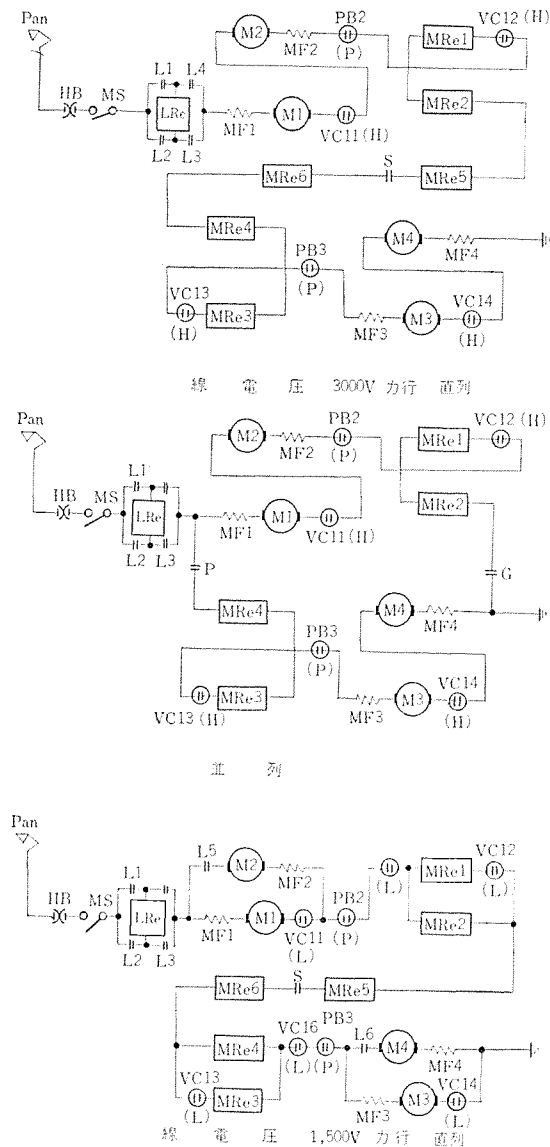 Pan
HB
MS
L1
L4
LRe
L2
L3
MF1
M1
VC11 (H)
M2
MF2
PB2
(P)
MRe1
VC12 (H)
MRe2
MRe6
S
MRe5
MRe4
PB3
(P)
VC13
(H)
MRe3
M4
MF4
MF3
M3
VC14
(H)
線 電 圧 3000V 力行 直列
Pan
HB
MS
L1
LRe
L2
L3
MF1
M1
VC11 (H)
M2
MF2
PB2
(P)
MRe1
VC12 (H)
MRe2
P
G
MRe4
PB3
(P)
VC13 (H)
MRe3
M4
MF4
MF3
M3
VC14
(H)
並 列
Pan
HB
MS
L1
LRe
L2
L3
L5
M2
MF2
MF1
M1
VC11
(L)
PB2
(P)
(L)
MRe1
VC12
(L)
MRe2
MRe6
S
MRe5
MRe4
VC16
(L)
PB3
(P)
L6
M4
MF4
VC13
(L)
MRe3
MF3
M3
VC14
(L)
線 電 圧 1,500V 力行 直列